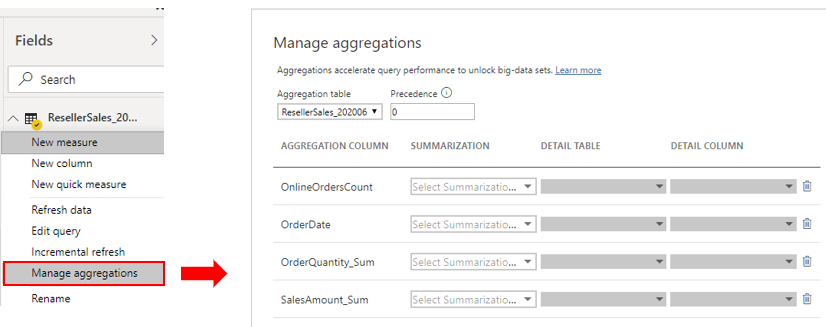 Fields
Search
ResellerSales_20...
New measure
New column
New quick measure
Refresh data
Edit query
Incremental refresh
Manage aggregations
Rename
Manage aggregations
Aggregations accelerate query performance to unlock big-data sets. Learn more
Aggregation table Precedence
ResellerSales_202006 0
AGGREGATION COLUMN SUMMARIZATION DETAIL TABLE DETAIL COLUMN
OnlineOrdersCount Select Summarizatio...
OrderDate Select Summarizatio...
OrderQuantity_Sum Select Summarizatio...
SalesAmount_Sum Select Summarizatio...